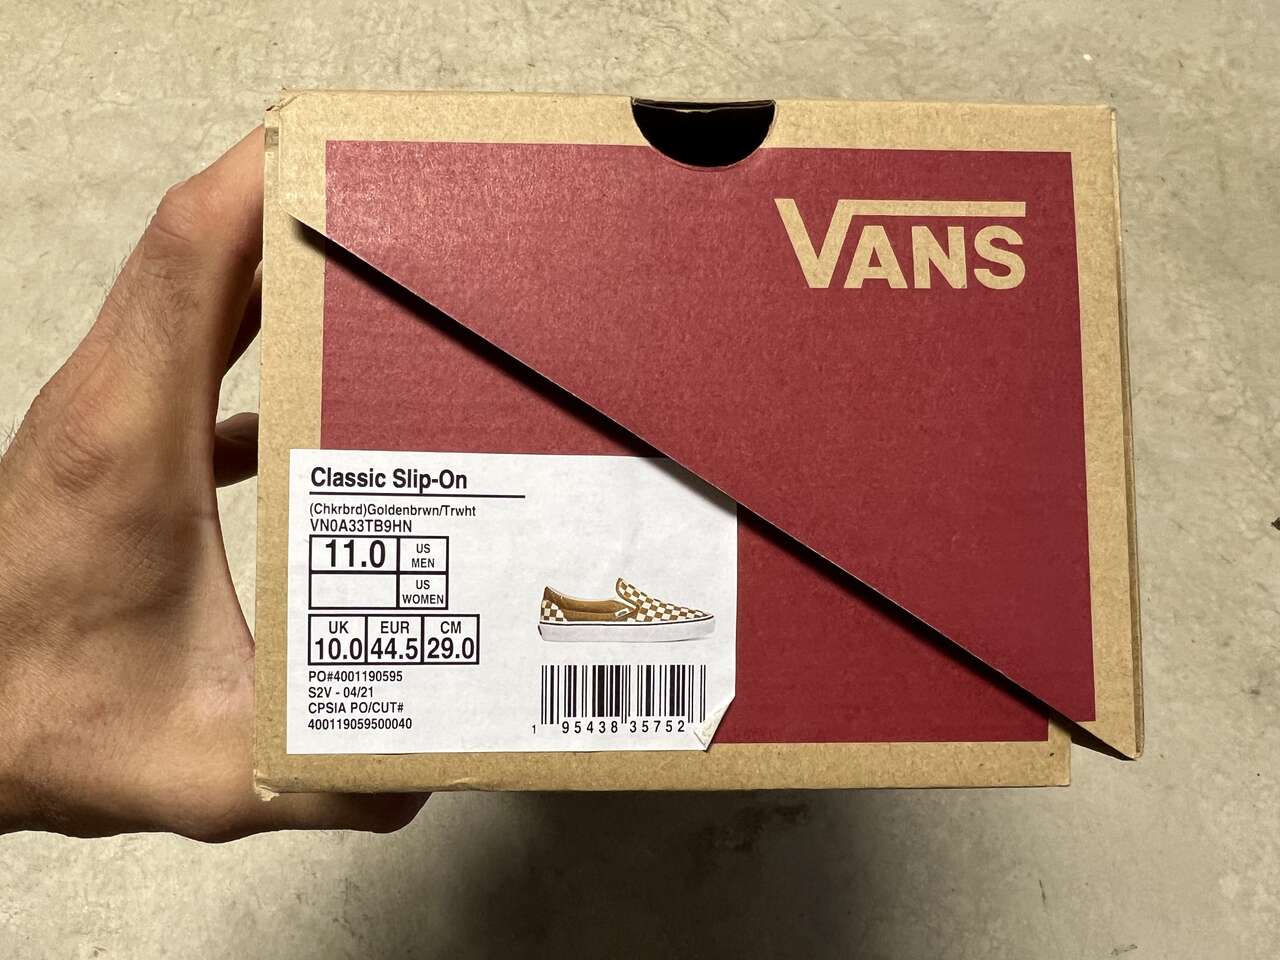 VANS
Classic Slip-On
(Chkrbrd)Goldenbrwn/Trwht
VN0A33TB9HN
11.0 US MEN
US WOMEN
UK EUR CM
10.0 44.5 29.0
PO#4001190595
S2V - 04/21
CPSIA PO/CUT#
400119059500040
1 95438 35752